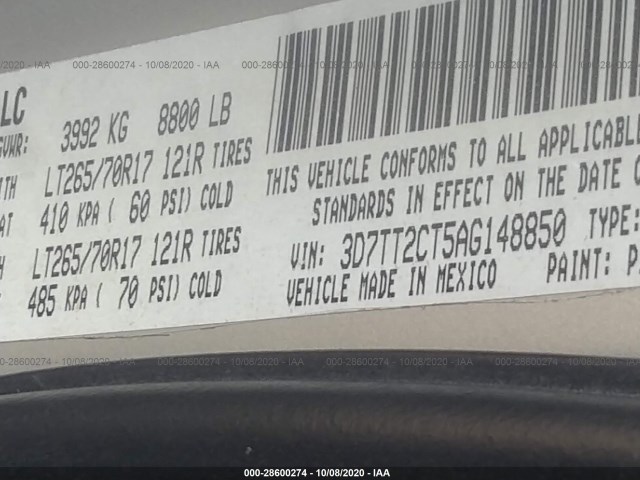 LC
GVWR: 3992 KG 8800 LB
LT265/70R17 121R TIRES
410 KPA ( 60 PSI) COLD
LT265/70R17 121R TIRES
485 KPA ( 70 PSI) COLD
THIS VEHICLE CONFORMS TO ALL APPLICABLE
STANDARDS IN EFFECT ON THE DATE
VIN: 3D7TT2CT5AG148850 TYPE:
VEHICLE MADE IN MEXICO PAINT: P
000-28600274 - 10/08/2020 - IAA